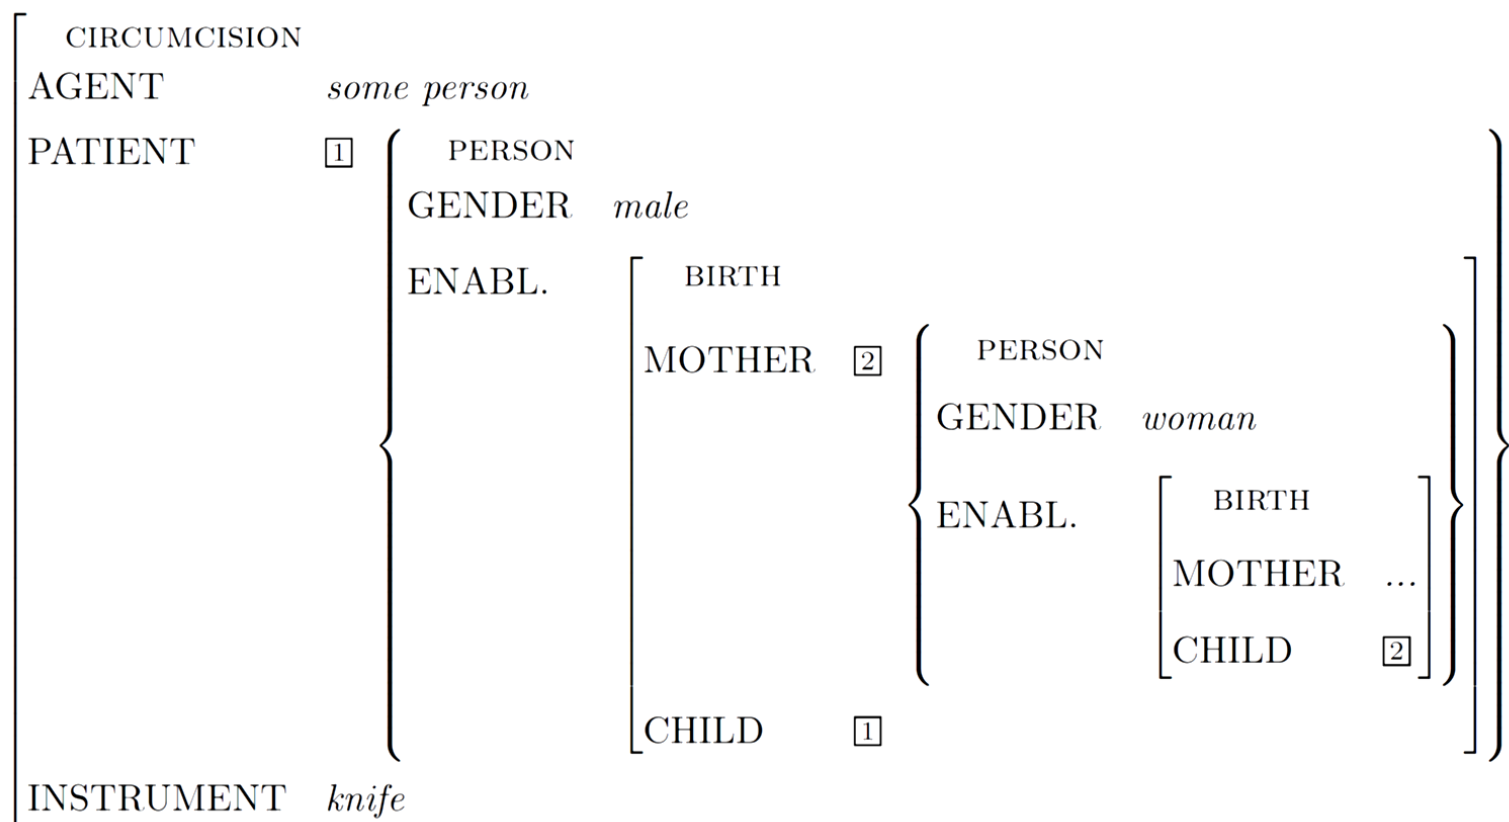 CIRCUMCISION
AGENT some person
PATIENT 1 PERSON
GENDER male
ENABL. BIRTH
MOTHER 2 PERSON
GENDER woman
ENABL. BIRTH
MOTHER ...
CHILD 2
CHILD 1
INSTRUMENT knife